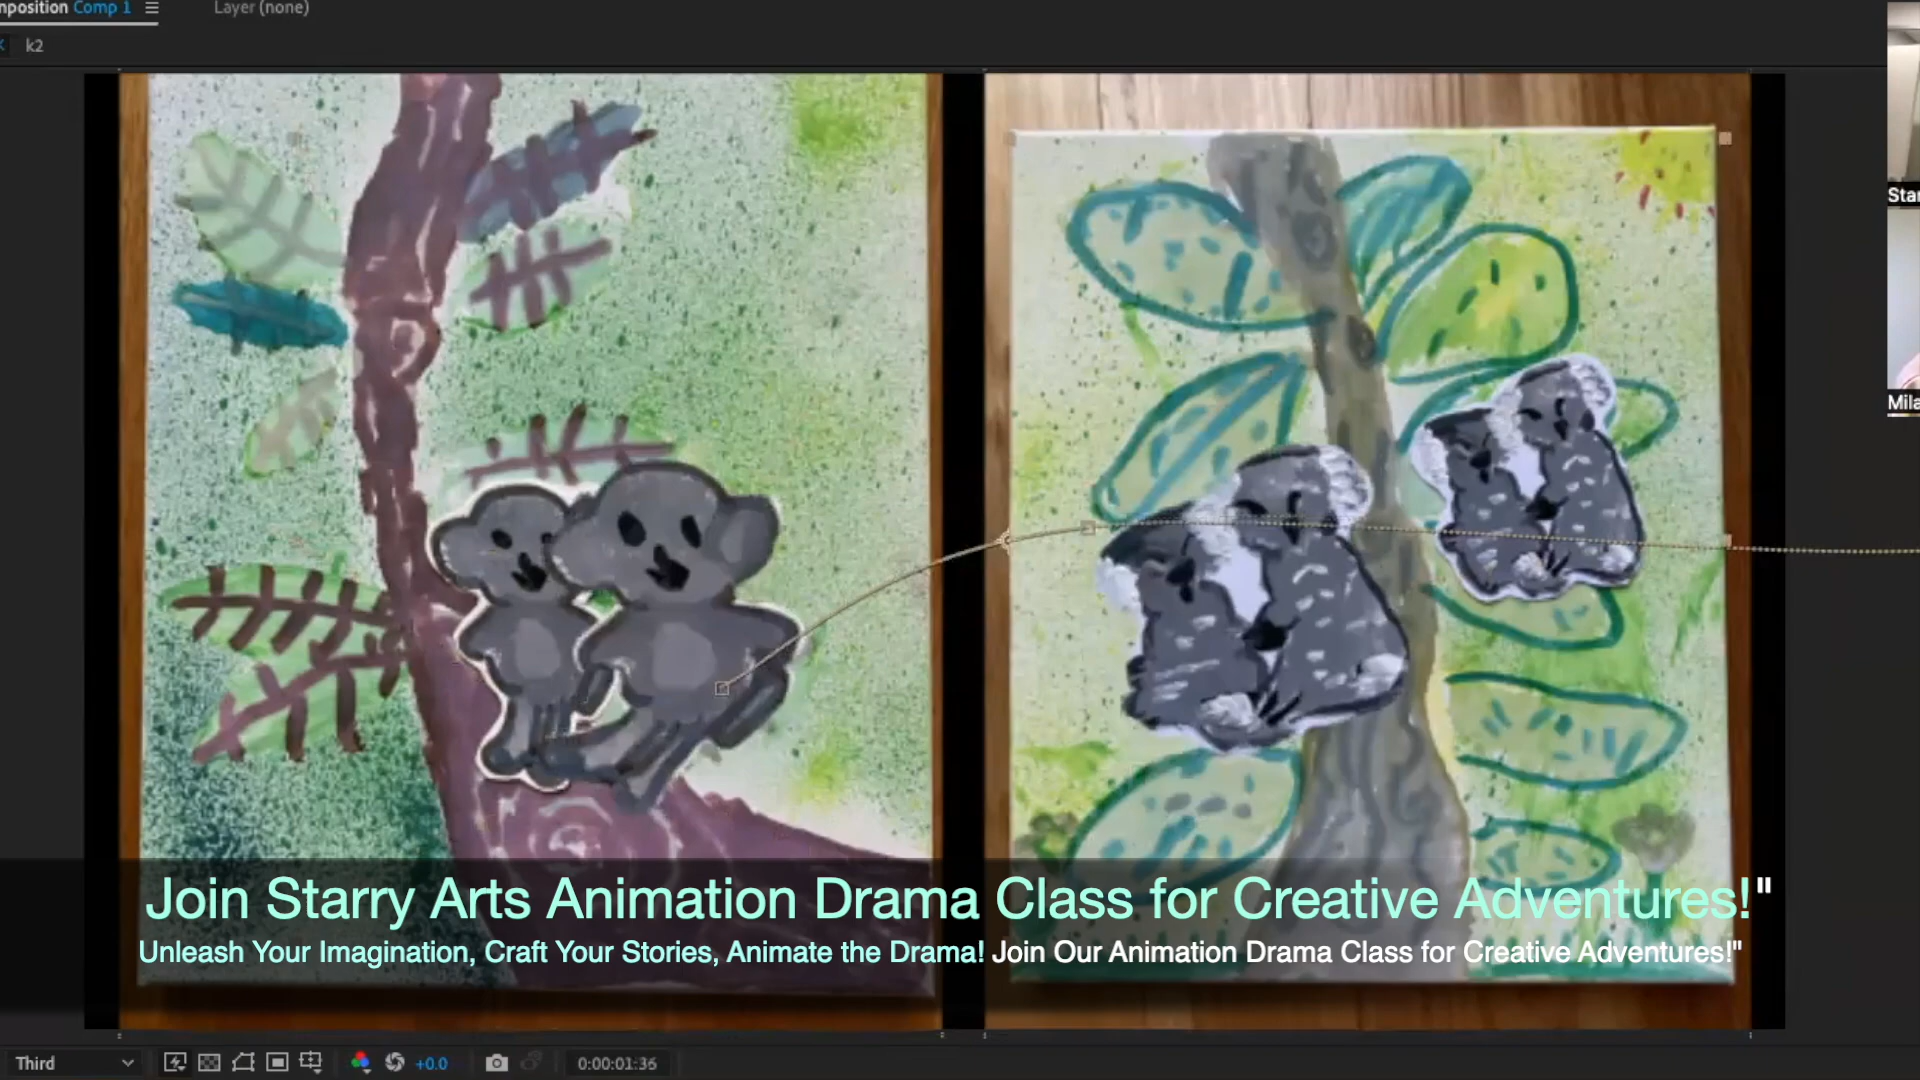 Composition Comp 1
Layer (none)
k2
Join Starry Arts Animation Drama Class for Creative Adventures!"
Unleash Your Imagination, Craft Your Stories, Animate the Drama! Join Our Animation Drama Class for Creative Adventures!"
Third
+0.0
0:00:01:36
Star
Mila